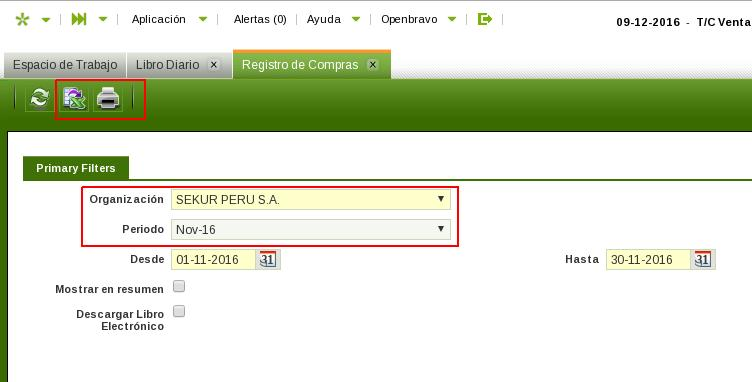 Aplicación Alertas (0) Ayuda Openbravo
09-12-2016 - T/C Venta
Espacio de Trabajo Libro Diario x Registro de Compras x
Primary Filters
Organización SEKUR PERU S.A.
Periodo Nov-16
Desde 01-11-2016 31 Hasta 30-11-2016 31
Mostrar en resumen
Descargar Libro
Electrónico